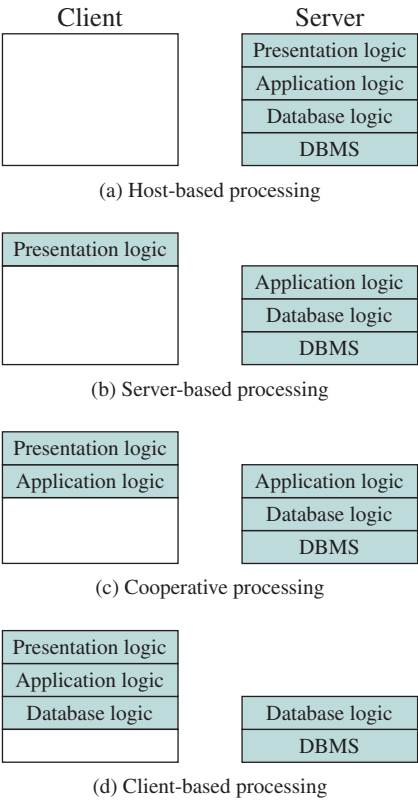 Client
Server
Presentation logic
Application logic
Database logic
DBMS
(a) Host-based processing
Presentation logic
Application logic
Database logic
DBMS
(b) Server-based processing
Presentation logic
Application logic
Application logic
Database logic
DBMS
(c) Cooperative processing
Presentation logic
Application logic
Database logic
Database logic
DBMS
(d) Client-based processing